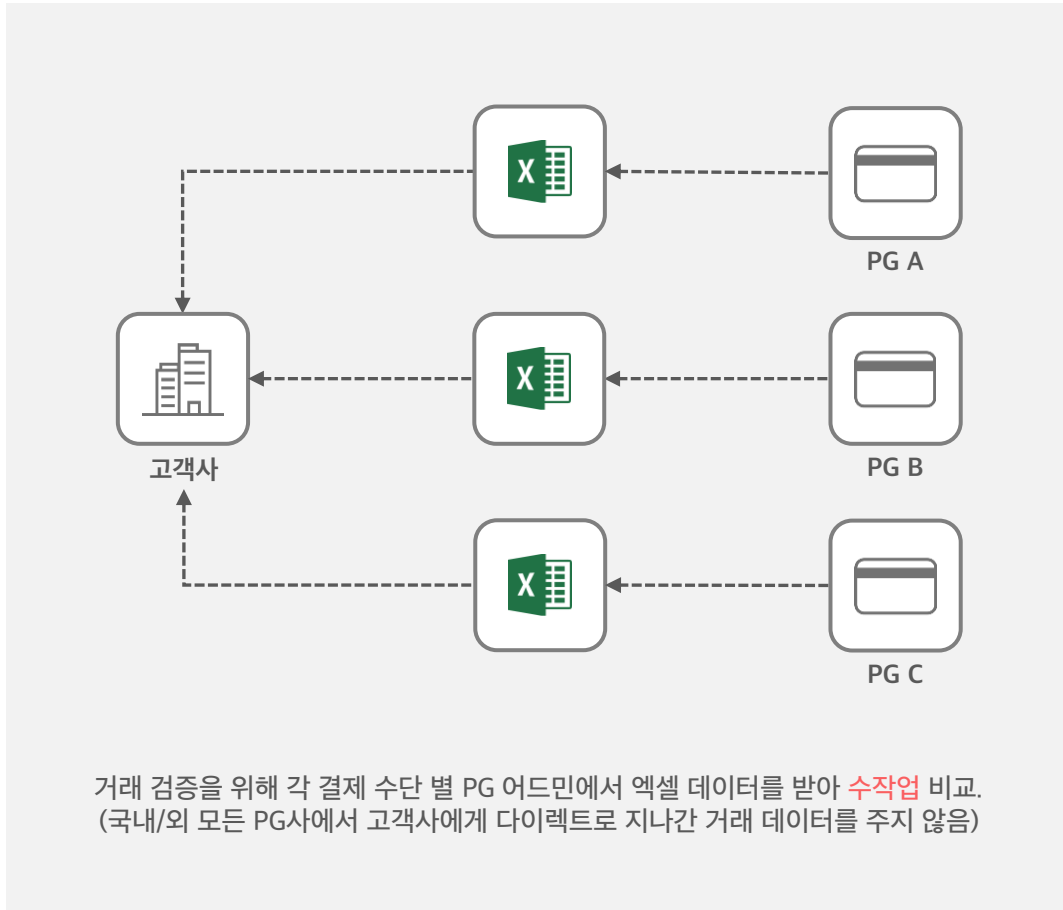 X
PG A
X
고객사
PG B
X
PG C
거래 검증을 위해 각 결제 수단 별 PG 어드민에서 엑셀 데이터를 받아 수작업 비교.
(국내/외 모든 PG사에서 고객사에게 다이렉트로 지나간 거래 데이터를 주지 않음)